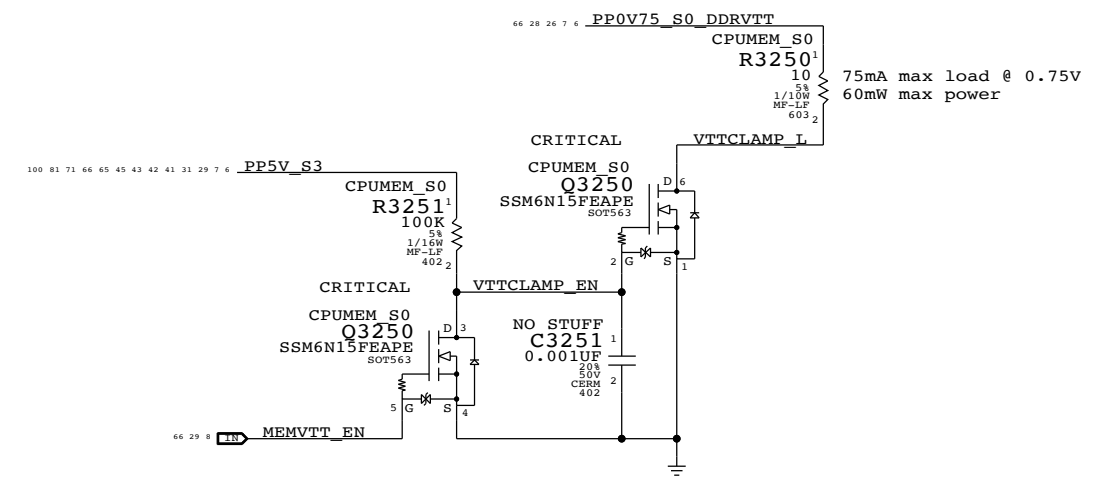 66 28 26 7 6 PP0V75_S0_DDRVTT
CPUMEM_S0
R3250
1
10
5%
1/10W
MF-LF
603
2
75mA max load @ 0.75V
60mW max power
CRITICAL
VTTCLAMP_L
CPUMEM_S0
Q3250
SSM6N15FEAPE
SOT563
D 6
2 G S 1
100 81 71 66 65 45 43 42 41 31 29 7 6 PP5V_S3
CPUMEM_S0
R3251
1
100K
5%
1/16W
MF-LF
402
2
CRITICAL
VTTCLAMP_EN
CPUMEM_S0
Q3250
SSM6N15FEAPE
SOT563
D 3
5 G S 4
NO STUFF
C3251
1
0.001UF
20%
50V
CERM
402
2
66 29 8 IN MEMVTT_EN